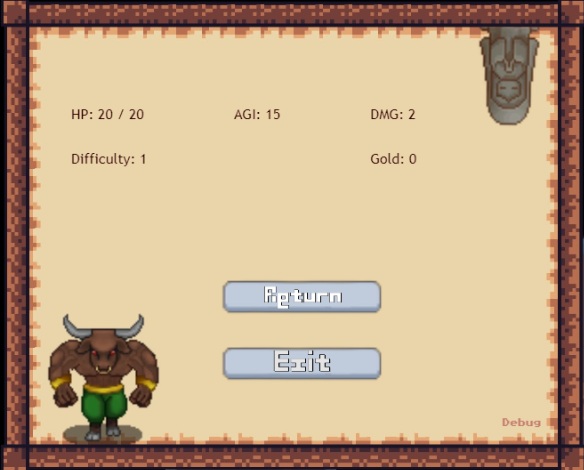 HP: 20 / 20 AGI: 15 DMG: 2
Difficulty: 1 Gold: 0
Return
Exit
Debug